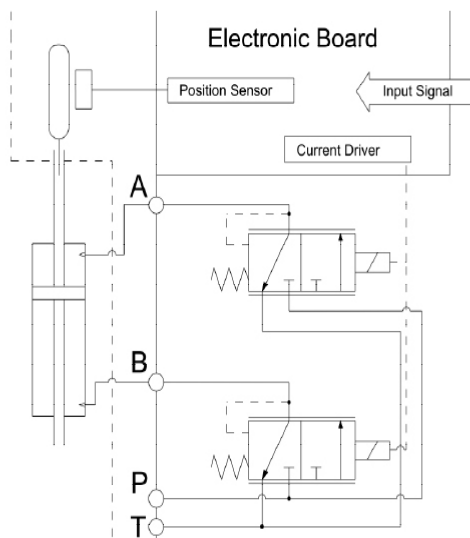 Electronic Board
Position Sensor
Input Signal
Current Driver
A
B
P
T